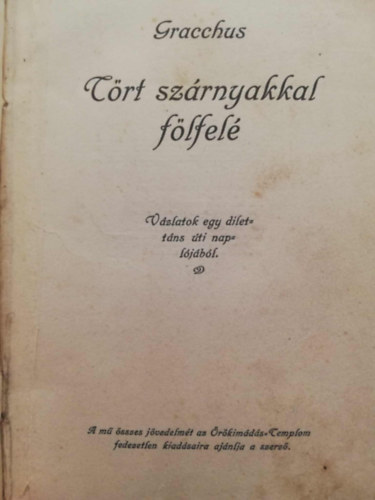 Gracchus
Tört szárnyakkal
fölfelé
Vázlatok egy dilet-
táns úti nap-
lójából.
A mű összes jövedelmét az Örökimádás-Templom
fedezetlen kiadásaira ajánlja a szerző.